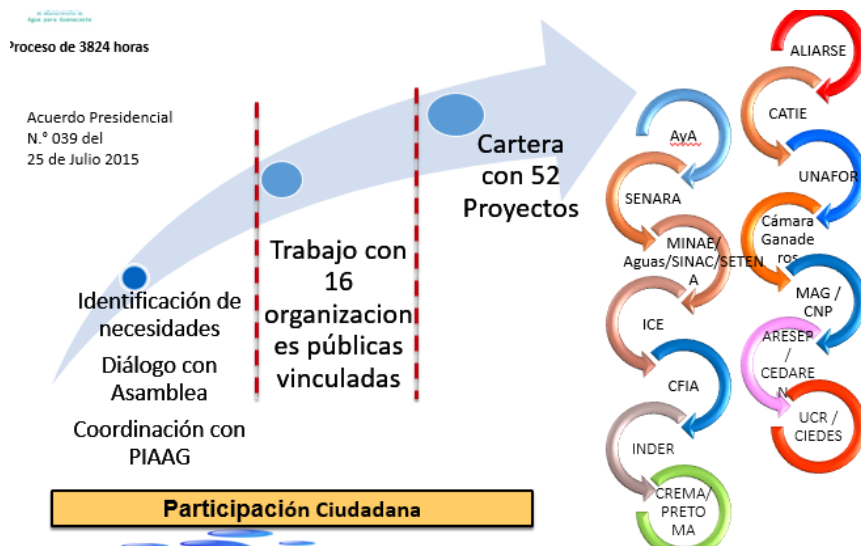 Agua para Guanacaste
Proceso de 3824 horas
Acuerdo Presidencial
N.° 039 del
25 de Julio 2015
Identificación de
necesidades
Diálogo con
Asamblea
Coordinación con
PIAAG
Trabajo con
16
organizacion
es públicas
vinculadas
Cartera
con 52
Proyectos
Participación Ciudadana
AyA
SENARA
MINAE/
Aguas/SINAC/SETEN
A
ICE
CFIA
INDER
CREMA/
PRETO
MA
ALIARSE
CATIE
UNAFOR
Cámara
Ganade
ros
MAG /
CNP
ARESEP
/
CEDARE
N
UCR /
CIEDES